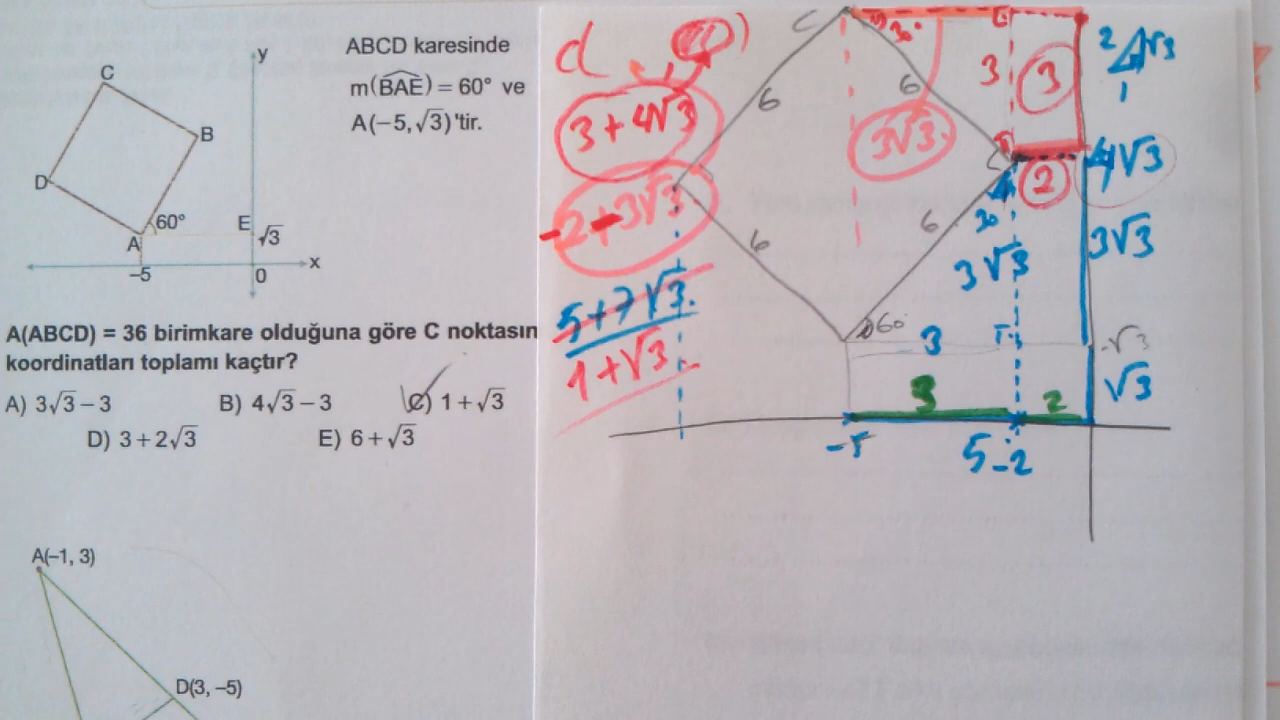 C
B
D
A
60°
E
√3
y
x
−5
0
ABCD karesinde
m(BAE) = 60° ve
A(−5, √3) 'tir.
A(ABCD) = 36 birimkare olduğuna göre C noktasın
koordinatları toplamı kaçtır?
A) 3√3 − 3
B) 4√3 − 3
C) 1 + √3
D) 3 + 2√3
E) 6 + √3
A(−1, 3)
D(3, −5)
3 + 4√3
-2-3√3
5+7√3
1+√3
C
30°
6
6
3
3
3√3
2
6
6
30
60°
3√3
3
√3
4√3
3√3
√3
3
2
-5
5
-2